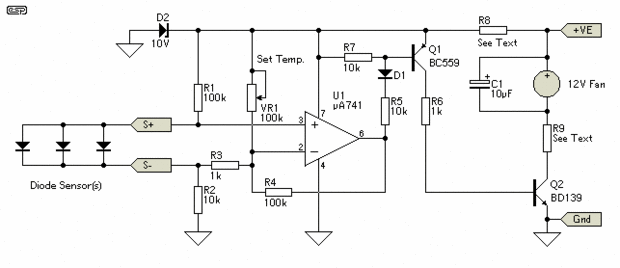 ESP
D2
10V
R8
See Text
+VE
Set Temp.
R7
10k
Q1
BC559
R1
100k
VR1
100k
U1
µA741
D1
C1
10µF
12V Fan
R5
10k
R6
1k
R9
See Text
S+
3
7
2
6
4
S-
R3
1k
Diode Sensor(s)
R2
10k
R4
100k
Q2
BD139
Gnd